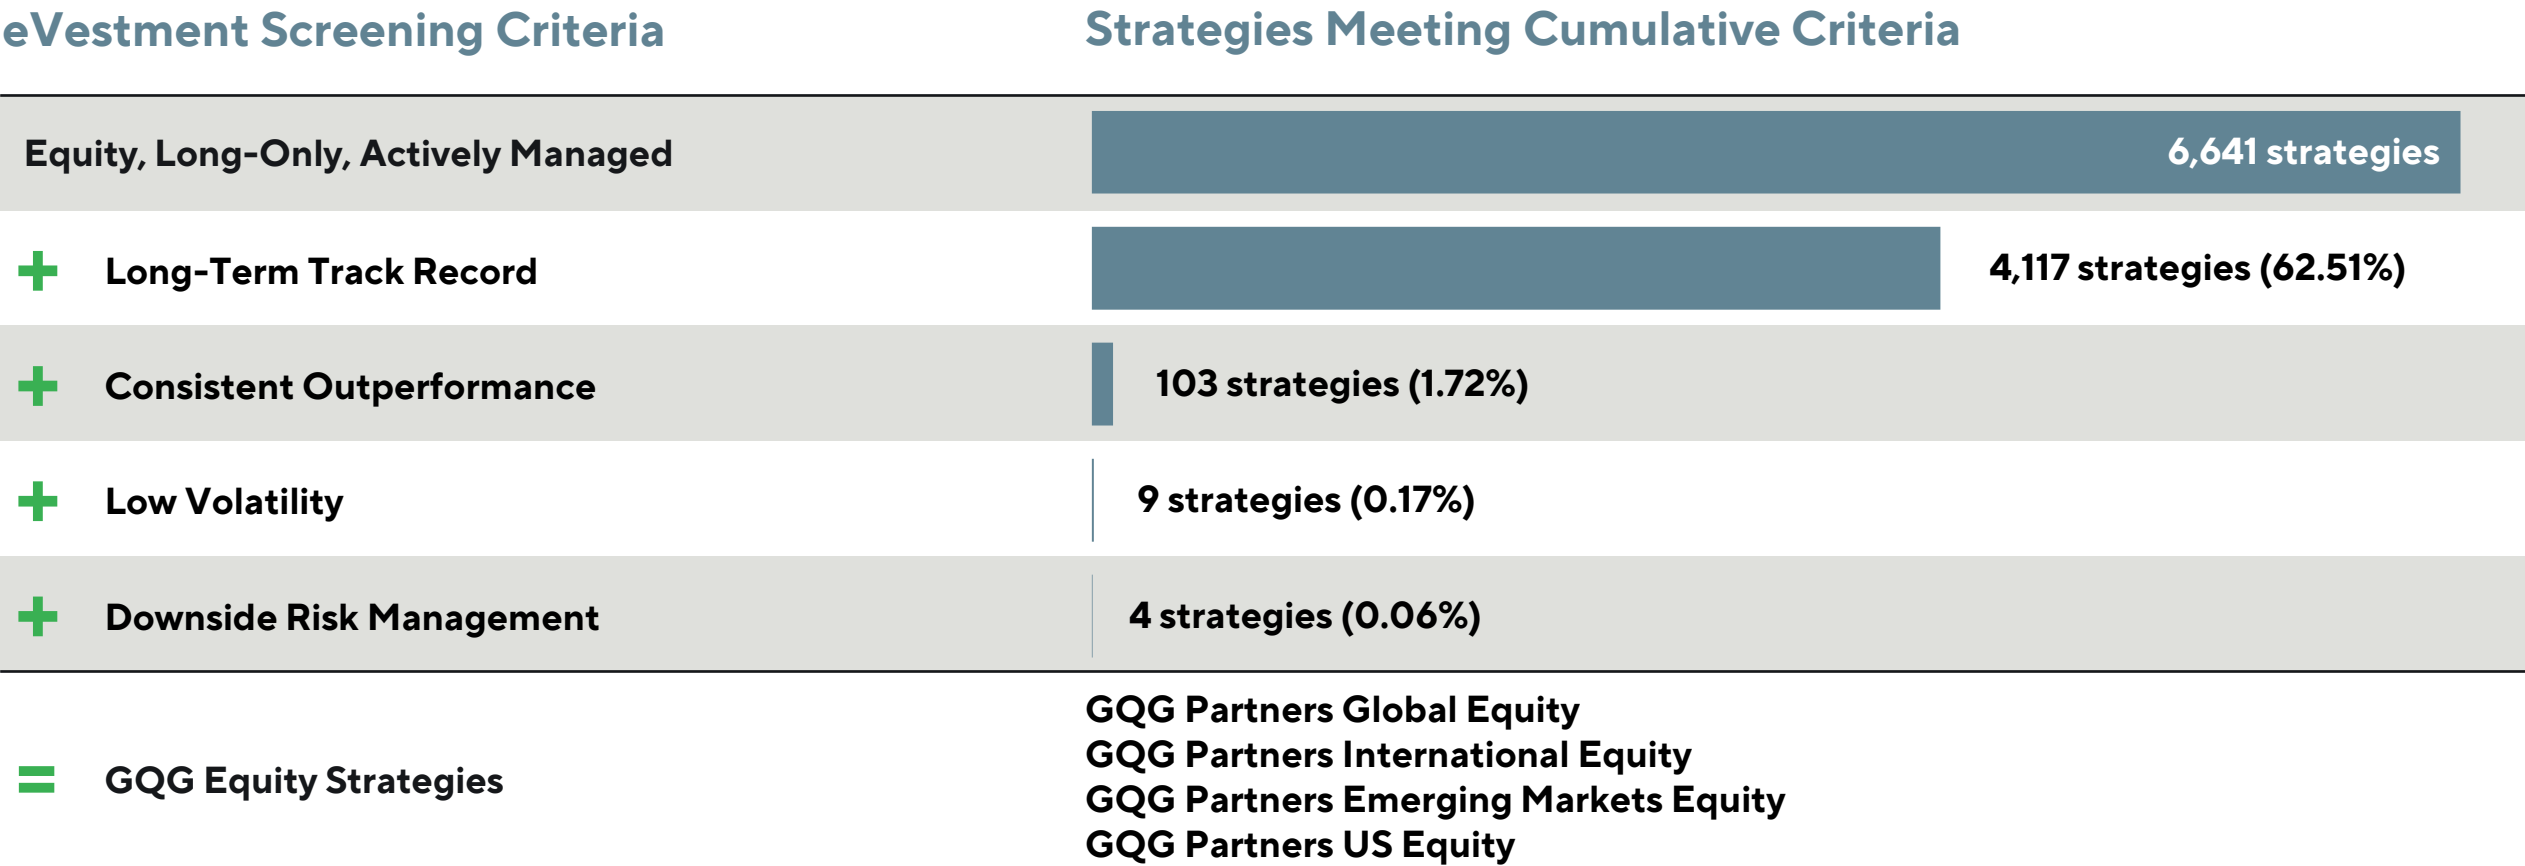 eVestment Screening Criteria
Strategies Meeting Cumulative Criteria
Equity, Long-Only, Actively Managed
6,641 strategies
+ Long-Term Track Record
4,117 strategies (62.51%)
+ Consistent Outperformance
103 strategies (1.72%)
+ Low Volatility
9 strategies (0.17%)
+ Downside Risk Management
4 strategies (0.06%)
= GQG Equity Strategies
GQG Partners Global Equity
GQG Partners International Equity
GQG Partners Emerging Markets Equity
GQG Partners US Equity